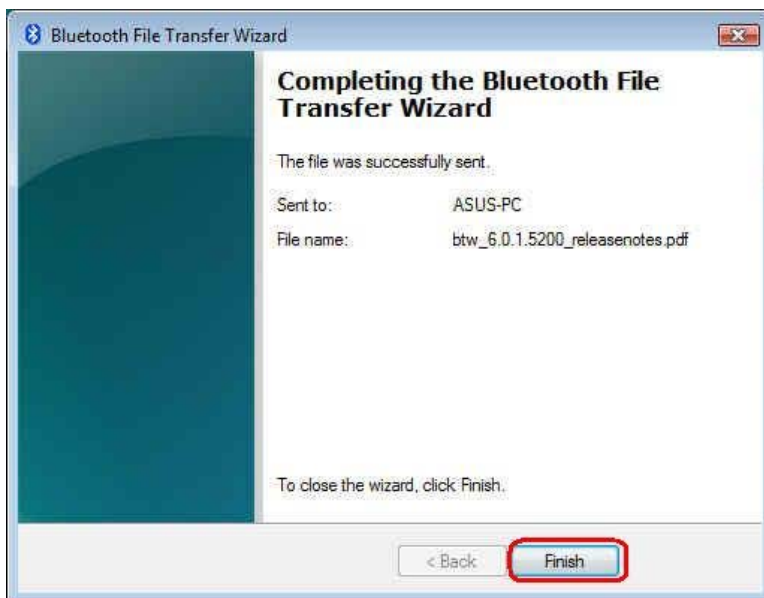 Bluetooth File Transfer Wizard
Completing the Bluetooth File
Transfer Wizard
The file was successfully sent.
Sent to: ASUS-PC
File name: btw_6.0.1.5200_releasenotes.pdf
To close the wizard, click Finish.
< Back Finish